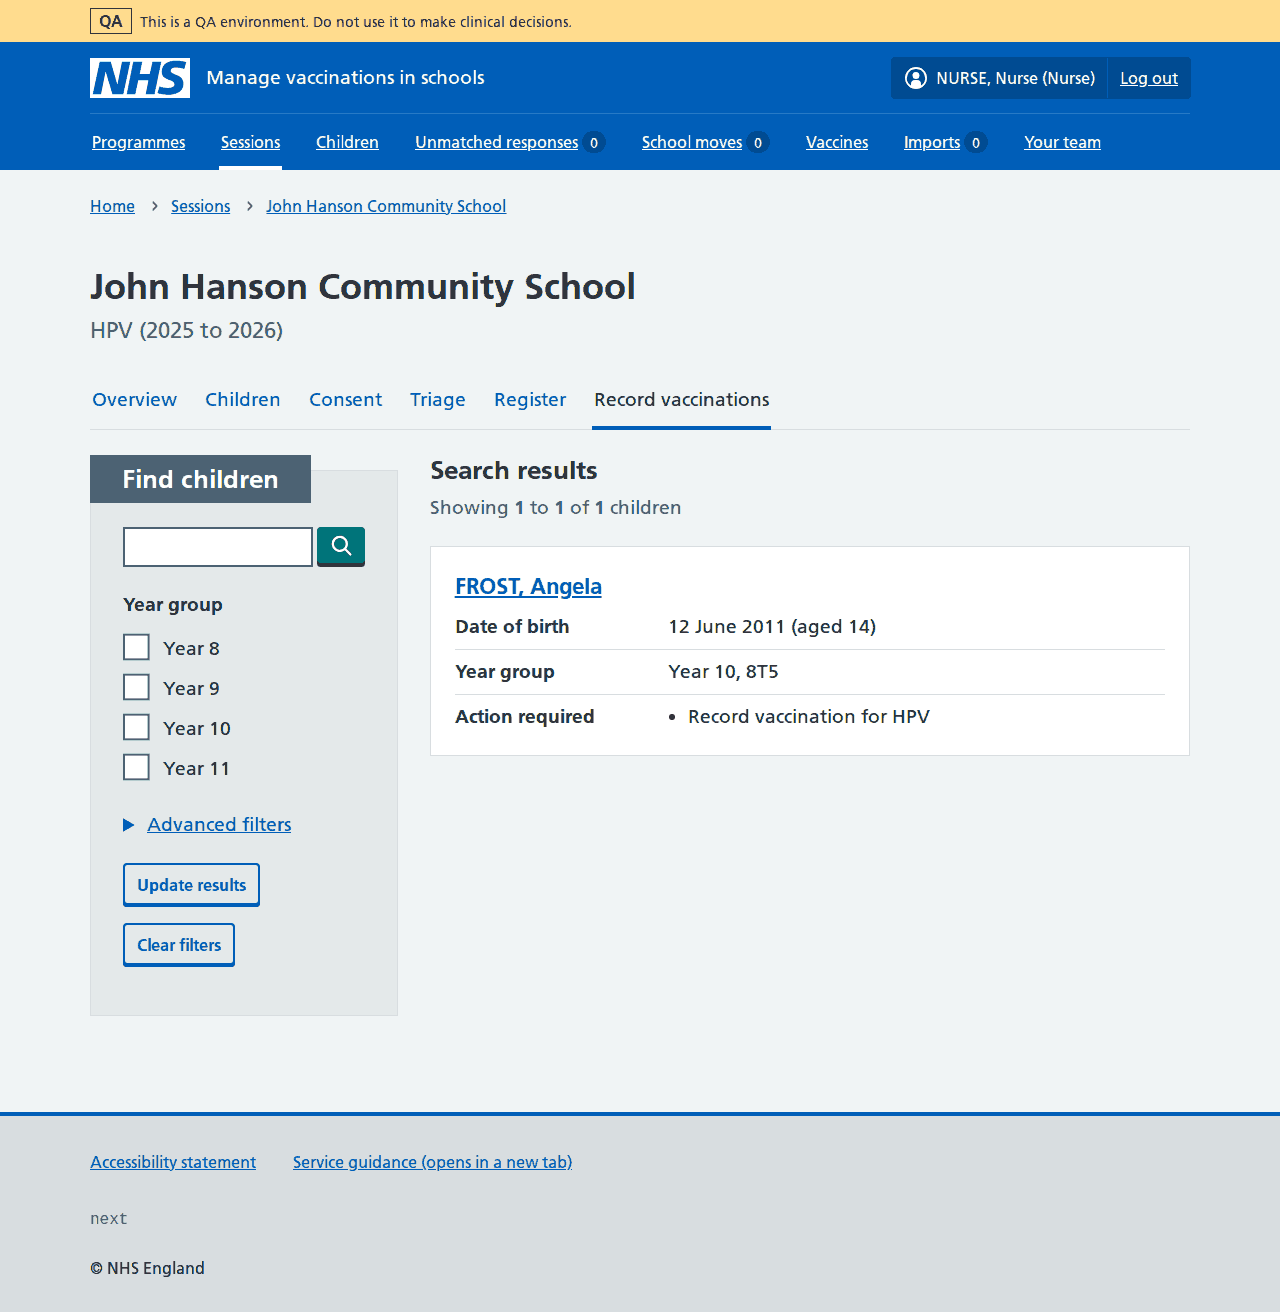 QA This is a QA environment. Do not use it to make clinical decisions.
NHS Manage vaccinations in schools NURSE, Nurse (Nurse) Log out
Programmes Sessions Children Unmatched responses 0 School moves 0 Vaccines Imports 0 Your team
Home Sessions John Hanson Community School
John Hanson Community School
HPV (2025 to 2026)
Overview Children Consent Triage Register Record vaccinations
Find children
Year group
Year 8
Year 9
Year 10
Year 11
Advanced filters
Update results
Clear filters
Search results
Showing 1 to 1 of 1 children
FROST, Angela
Date of birth 12 June 2011 (aged 14)
Year group Year 10, 8T5
Action required • Record vaccination for HPV
Accessibility statement Service guidance (opens in a new tab)
next
© NHS England